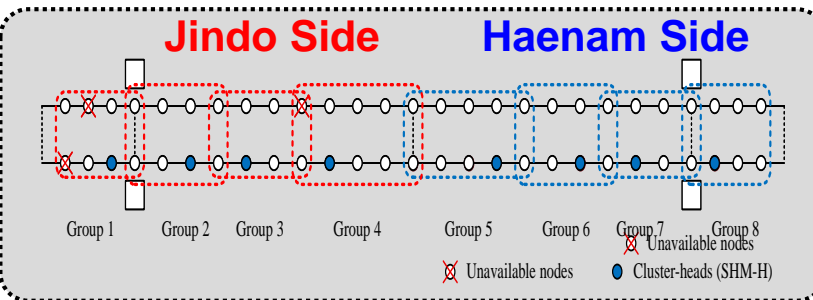 Jindo Side Haenam Side
Group 1 Group 2 Group 3 Group 4 Group 5 Group 6 Group 7 Group 8
Unavailable nodes
Unavailable nodes Cluster-heads (SHM-H)